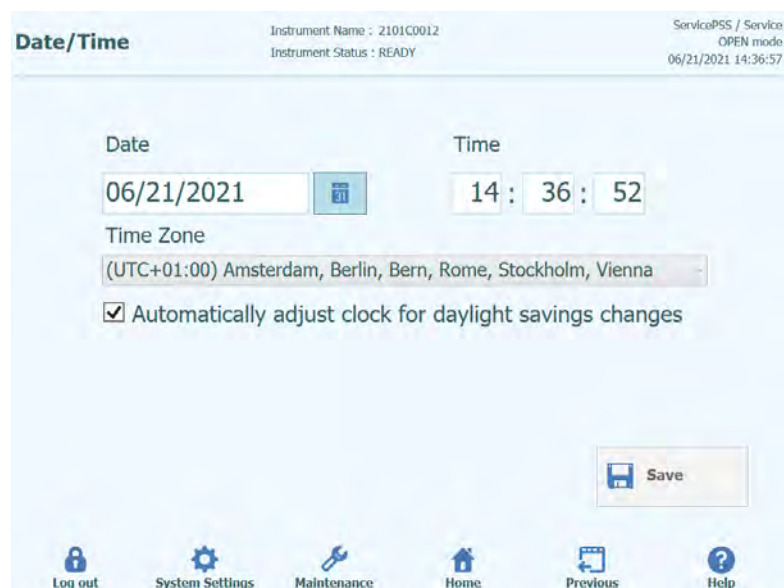 Date/Time
Instrument Name : 2101C0012
Instrument Status : READY
ServicePSS / Service
OPEN mode
06/21/2021 14:36:57
Date
Time
06/21/2021
31
14 : 36 : 52
Time Zone
(UTC+01:00) Amsterdam, Berlin, Bern, Rome, Stockholm, Vienna
Automatically adjust clock for daylight savings changes
Save
Log out
System Settings
Maintenance
Home
Previous
Help